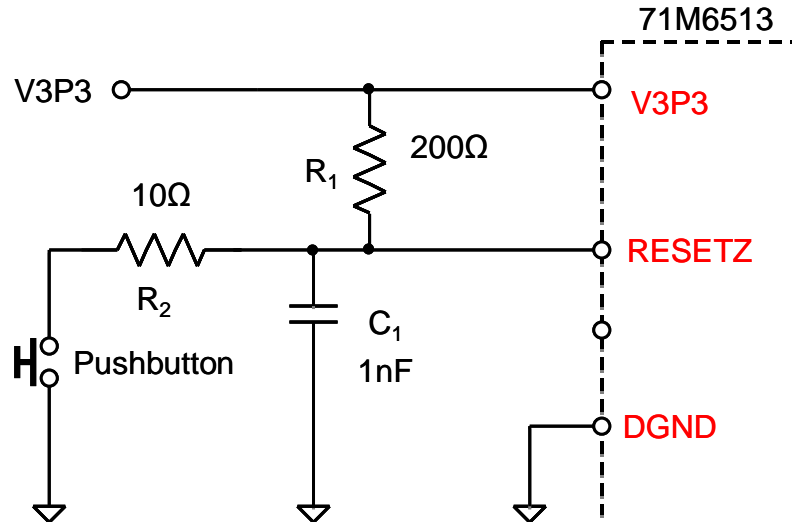 71M6513
V3P3
V3P3
200Ω
R1
10Ω
RESETZ
R2
C1
Pushbutton
1nF
DGND